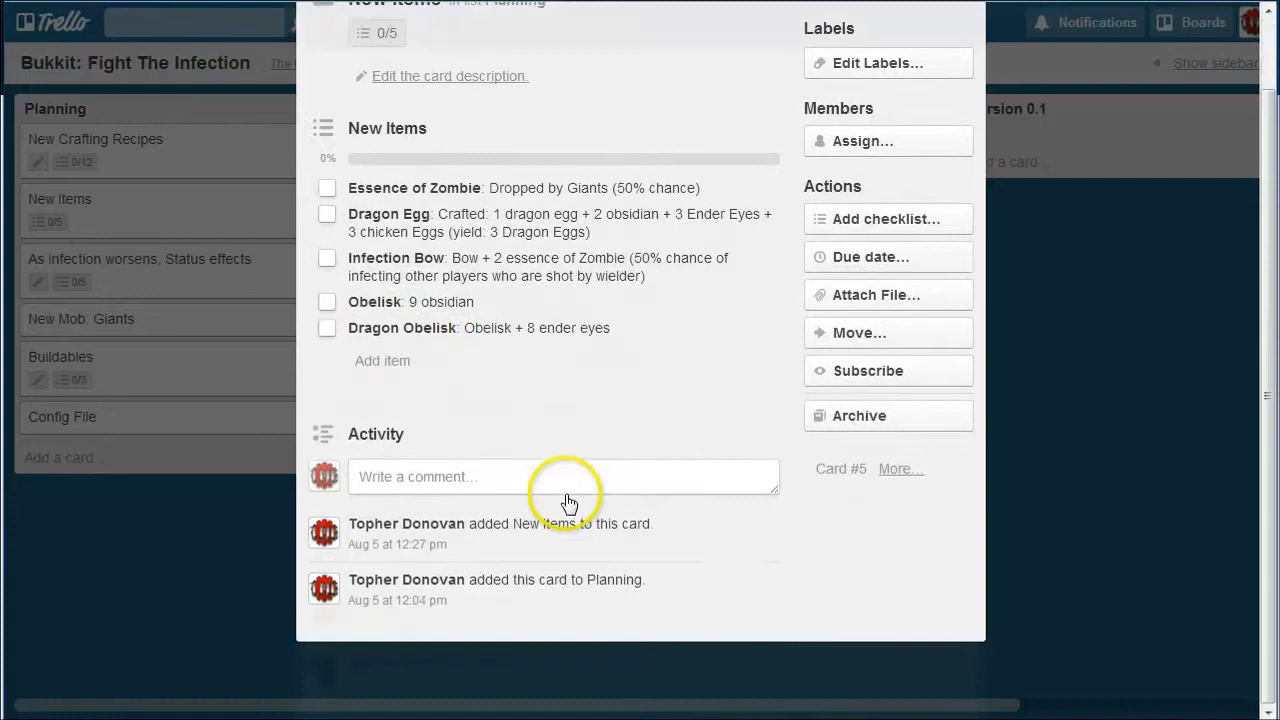 Trello
Notifications
Boards
Bukkit: Fight The Infection
Show sidebar
Planning
New Crafting Recipes
0/12
New Items
0/5
As infection worsens, Status effects
0/5
New Mob: Giants
Buildables
0/3
Config File
Add a card…
New Items in list Planning
0/5
Edit the card description.
New Items
0%
Essence of Zombie: Dropped by Giants (50% chance)
Dragon Egg: Crafted: 1 dragon egg + 2 obsidian + 3 Ender Eyes +
3 chicken Eggs (yield: 3 Dragon Eggs)
Infection Bow: Bow + 2 essence of Zombie (50% chance of
infecting other players who are shot by wielder)
Obelisk: 9 obsidian
Dragon Obelisk: Obelisk + 8 ender eyes
Add item
Activity
Write a comment…
Topher Donovan added New Items to this card.
Aug 5 at 12:27 pm
Topher Donovan added this card to Planning.
Aug 5 at 12:04 pm
Labels
Edit Labels…
Members
Assign…
Actions
Add checklist…
Due date…
Attach File…
Move…
Subscribe
Archive
Card #5 More…
ersion 0.1
d a card…